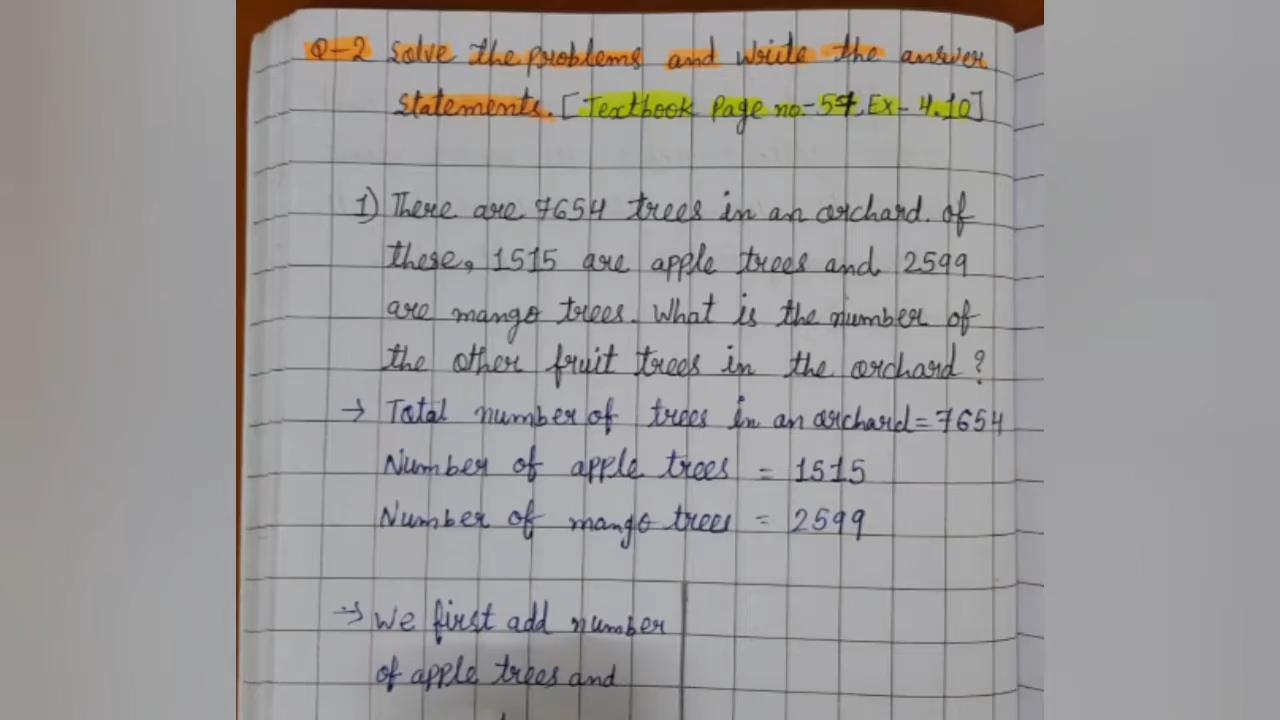 Q-2 Solve the problems and write the answer
statements. [Textbook Page no.-54, Ex- 4.10]
1) There are 7654 trees in an orchard. of
these, 1515 are apple trees and 2599
are mango trees. What is the number of
the other fruit trees in the orchard?
→ Total number of trees in an orchard = 7654
Number of apple trees = 1515
Number of mango trees = 2599
→ We first add number
of apple trees and